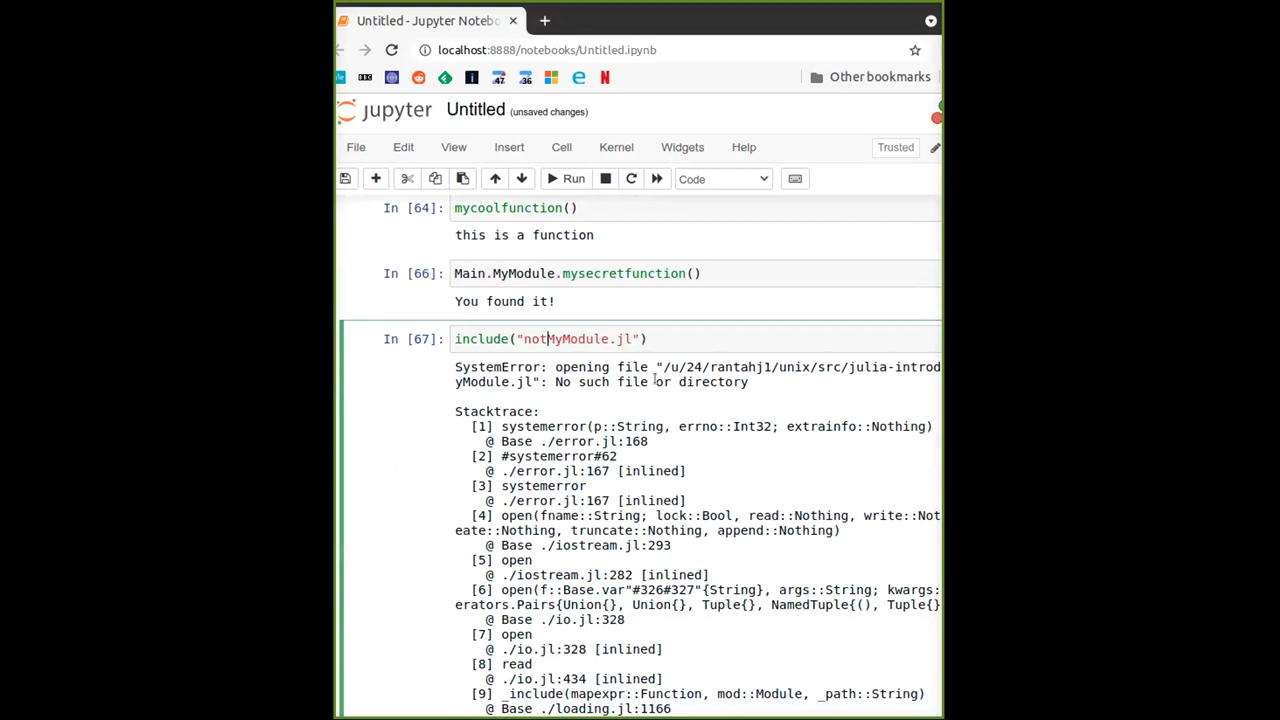 Untitled - Jupyter Notebo
localhost:8888/notebooks/Untitled.ipynb
BBC 47 36 N Other bookmarks
jupyter Untitled (unsaved changes)
File Edit View Insert Cell Kernel Widgets Help Trusted
Run Code
In [64]: mycoolfunction()
this is a function
In [66]: Main.MyModule.mysecretfunction()
You found it!
In [67]: include("notMyModule.jl")
SystemError: opening file "/u/24/rantahj1/unix/src/julia-introd
yModule.jl": No such file or directory
Stacktrace:
[1] systemerror(p::String, errno::Int32; extrainfo::Nothing)
@ Base ./error.jl:168
[2] #systemerror#62
@ ./error.jl:167 [inlined]
[3] systemerror
@ ./error.jl:167 [inlined]
[4] open(fname::String; lock::Bool, read::Nothing, write::Not
eate::Nothing, truncate::Nothing, append::Nothing)
@ Base ./iostream.jl:293
[5] open
@ ./iostream.jl:282 [inlined]
[6] open(f::Base.var"#326#327"{String}, args::String; kwargs:
erators.Pairs{Union{}, Union{}, Tuple{}, NamedTuple{(), Tuple{}
@ Base ./io.jl:328
[7] open
@ ./io.jl:328 [inlined]
[8] read
@ ./io.jl:434 [inlined]
[9] _include(mapexpr::Function, mod::Module, _path::String)
@ Base ./loading.jl:1166